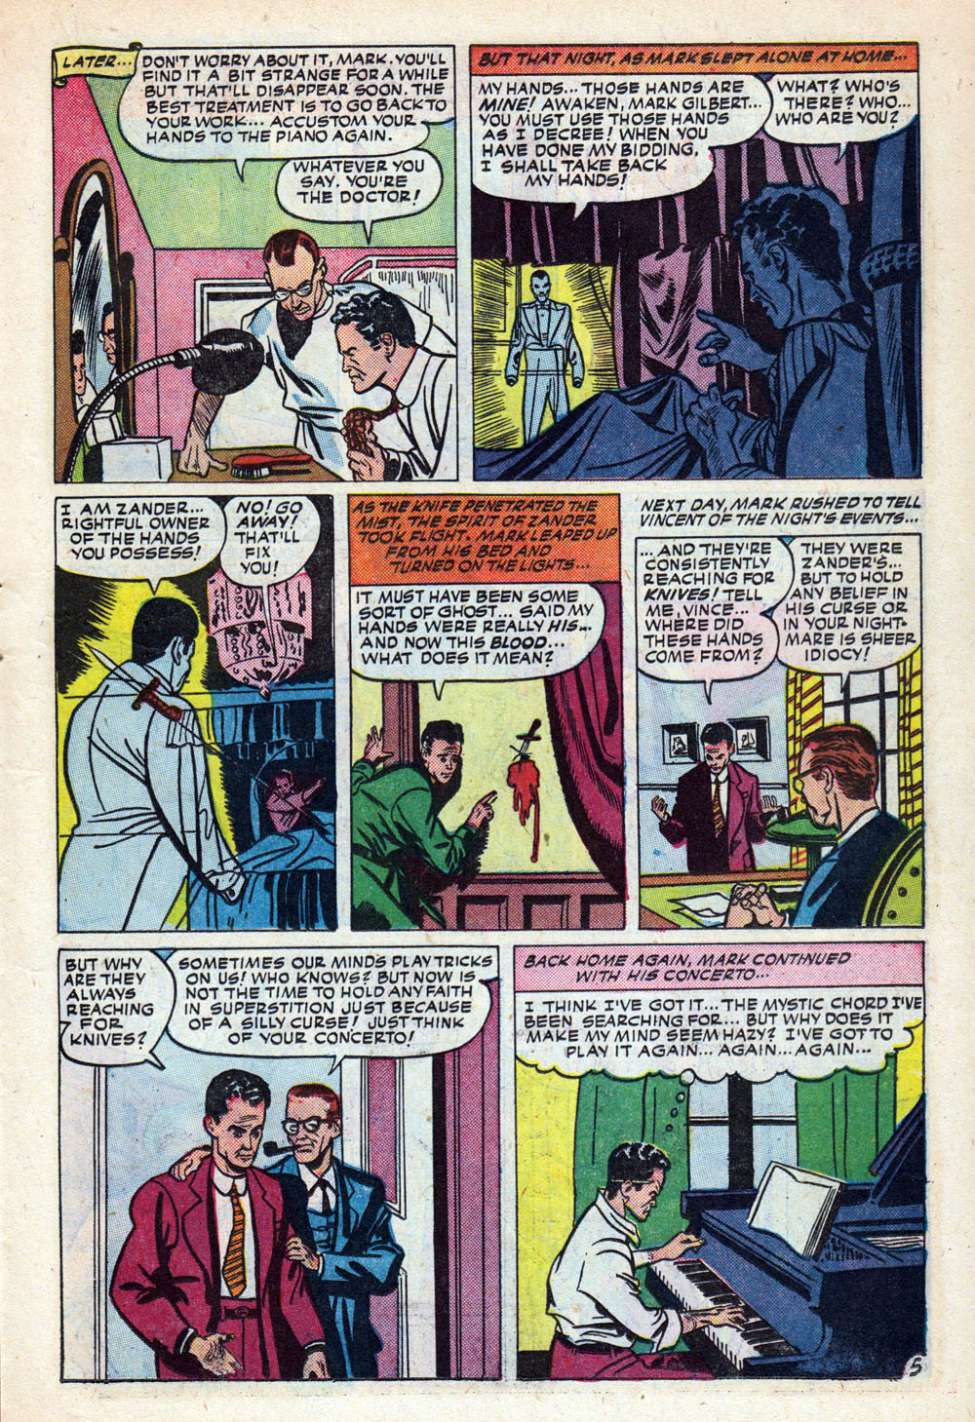 LATER...
DON'T WORRY ABOUT IT, MARK. YOU'LL
FIND IT A BIT STRANGE FOR A WHILE
BUT THAT'LL DISAPPEAR SOON. THE
BEST TREATMENT IS TO GO BACK TO
YOUR WORK... ACCUSTOM YOUR
HANDS TO THE PIANO AGAIN.
WHATEVER YOU
SAY. YOU'RE
THE DOCTOR!
BUT THAT NIGHT, AS MARK SLEPT ALONE AT HOME...
MY HANDS... THOSE HANDS ARE
MINE! AWAKEN, MARK GILBERT...
YOU MUST USE THOSE HANDS
AS I DECREE! WHEN YOU
HAVE DONE MY BIDDING,
I SHALL TAKE BACK
MY HANDS!
WHAT? WHO'S
THERE? WHO...
WHO ARE YOU?
I AM ZANDER...
RIGHTFUL OWNER
OF THE HANDS
YOU POSSESS!
NO! GO
AWAY!
THAT'LL
FIX
YOU!
AS THE KNIFE PENETRATED THE
MIST, THE SPIRIT OF ZANDER
TOOK FLIGHT. MARK LEAPED UP
FROM HIS BED AND
TURNED ON THE LIGHTS...
IT MUST HAVE BEEN SOME
SORT OF GHOST... SAID MY
HANDS WERE REALLY HIS...
AND NOW THIS BLOOD...
WHAT DOES IT MEAN?
NEXT DAY, MARK RUSHED TO TELL
VINCENT OF THE NIGHT'S EVENTS...
...AND THEY'RE
CONSISTENTLY
REACHING FOR
KNIVES! TELL
ME, VINCE...
WHERE DID
THESE HANDS
COME FROM?
THEY WERE
ZANDER'S...
BUT TO HOLD
ANY BELIEF IN
HIS CURSE OR
IN YOUR NIGHT-
MARE IS SHEER
IDIOCY!
BUT WHY
ARE THEY
ALWAYS
REACHING
FOR
KNIVES?
SOMETIMES OUR MINDS PLAY TRICKS
ON US! WHO KNOWS? BUT NOW IS
NOT THE TIME TO HOLD ANY FAITH
IN SUPERSTITION JUST BECAUSE
OF A SILLY CURSE! JUST THINK
OF YOUR CONCERTO!
BACK HOME AGAIN, MARK CONTINUED
WITH HIS CONCERTO...
I THINK I'VE GOT IT... THE MYSTIC CHORD I'VE
BEEN SEARCHING FOR... BUT WHY DOES IT
MAKE MY MIND SEEM HAZY? I'VE GOT TO
PLAY IT AGAIN... AGAIN... AGAIN...
5